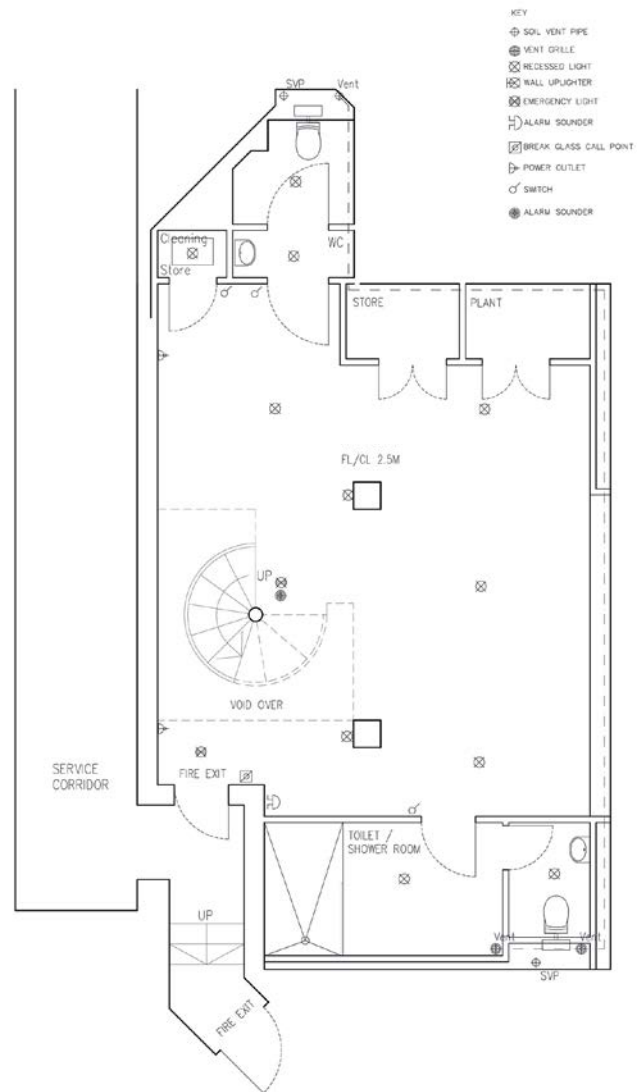 KEY
SOIL VENT PIPE
VENT GRILLE
RECESSED LIGHT
WALL UPLIGHTER
EMERGENCY LIGHT
ALARM SOUNDER
BREAK GLASS CALL POINT
POWER OUTLET
SWITCH
ALARM SOUNDER
SVP
Vent
Cleaning
Store
WC
STORE
PLANT
FL/CL 2.5M
UP
VOID OVER
SERVICE
CORRIDOR
FIRE EXIT
TOILET /
SHOWER ROOM
UP
Vent
Vent
SVP
FIRE EXIT